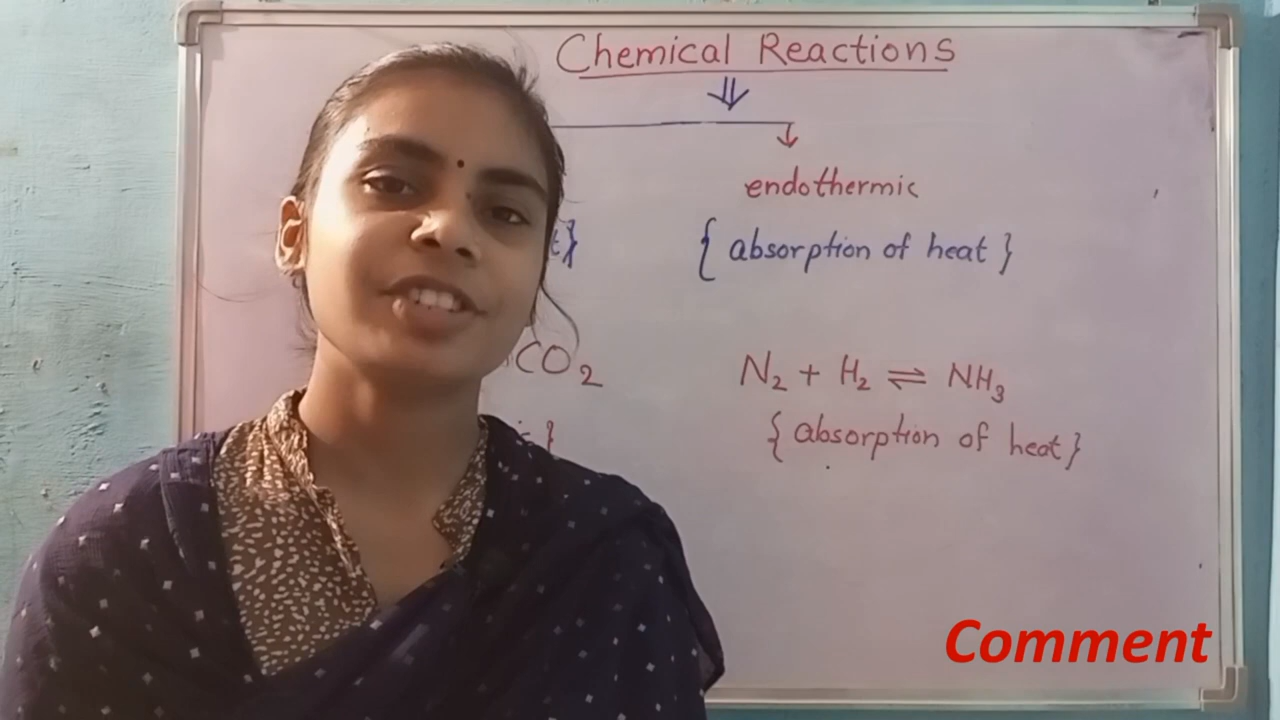 Chemical Reactions
endothermic
t}
{ absorption of heat }
CO2
N2 + H2 ⇌ NH3
}
{ absorption of heat }
Comment